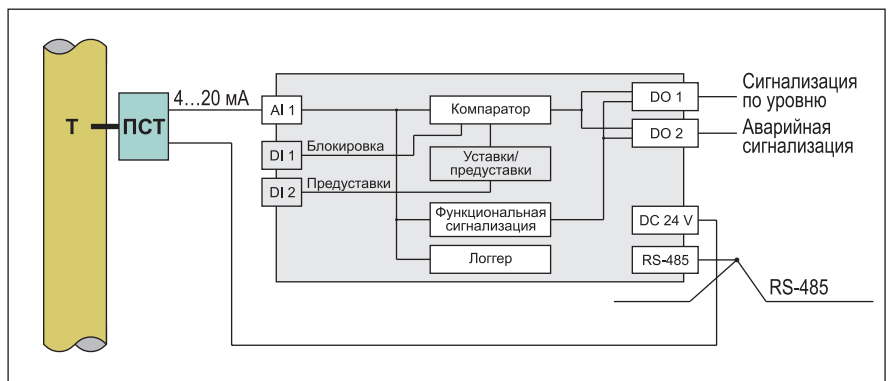 Т
ПСТ
4...20 мА
AI 1
DI 1
Блокировка
DI 2
Предуставки
Компаратор
Уставки/
предуставки
Функциональная
сигнализация
Логгер
DO 1
DO 2
DC 24 V
RS-485
Сигнализация
по уровню
Аварийная
сигнализация
RS-485